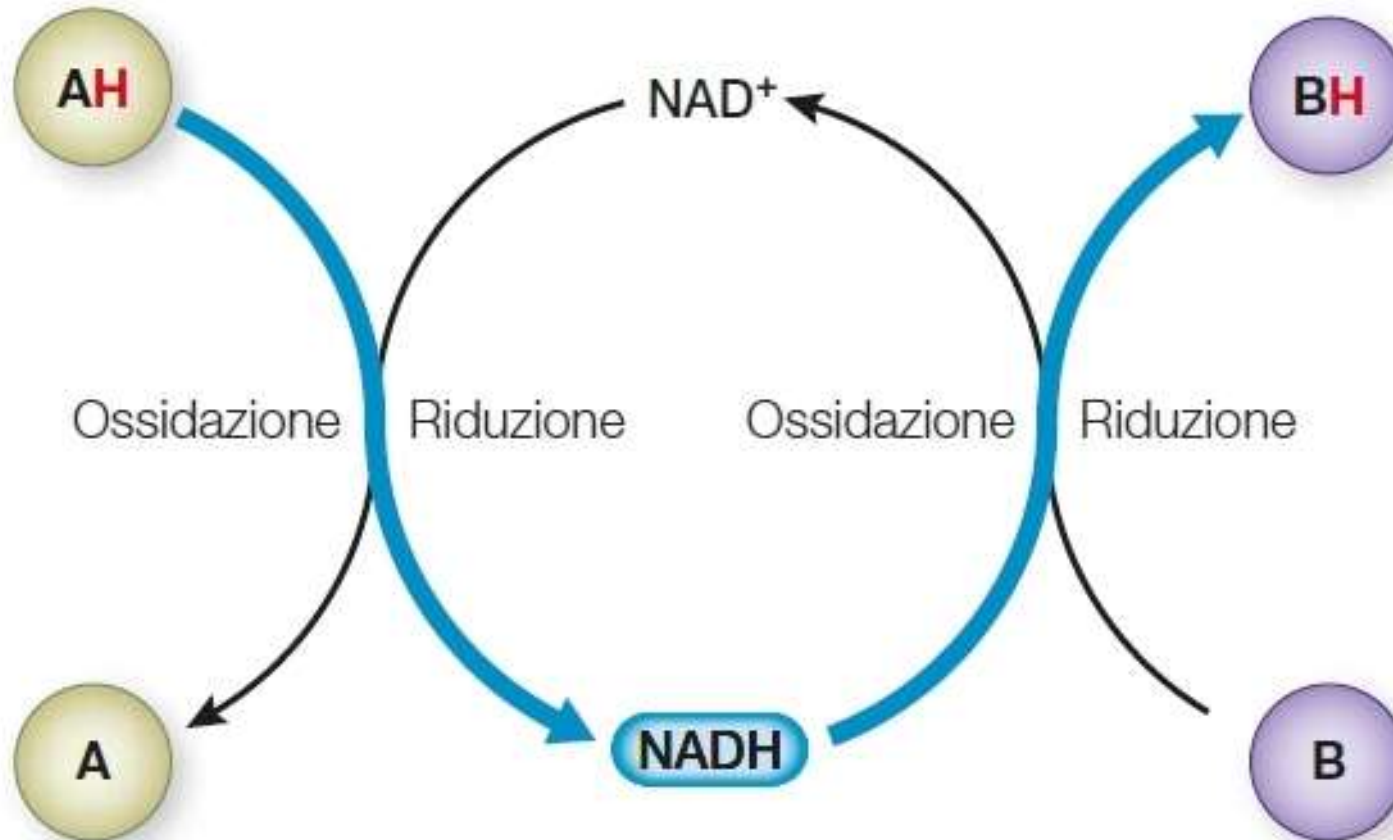 AH
NAD⁺
BH
Ossidazione
Riduzione
Ossidazione
Riduzione
A
NADH
B